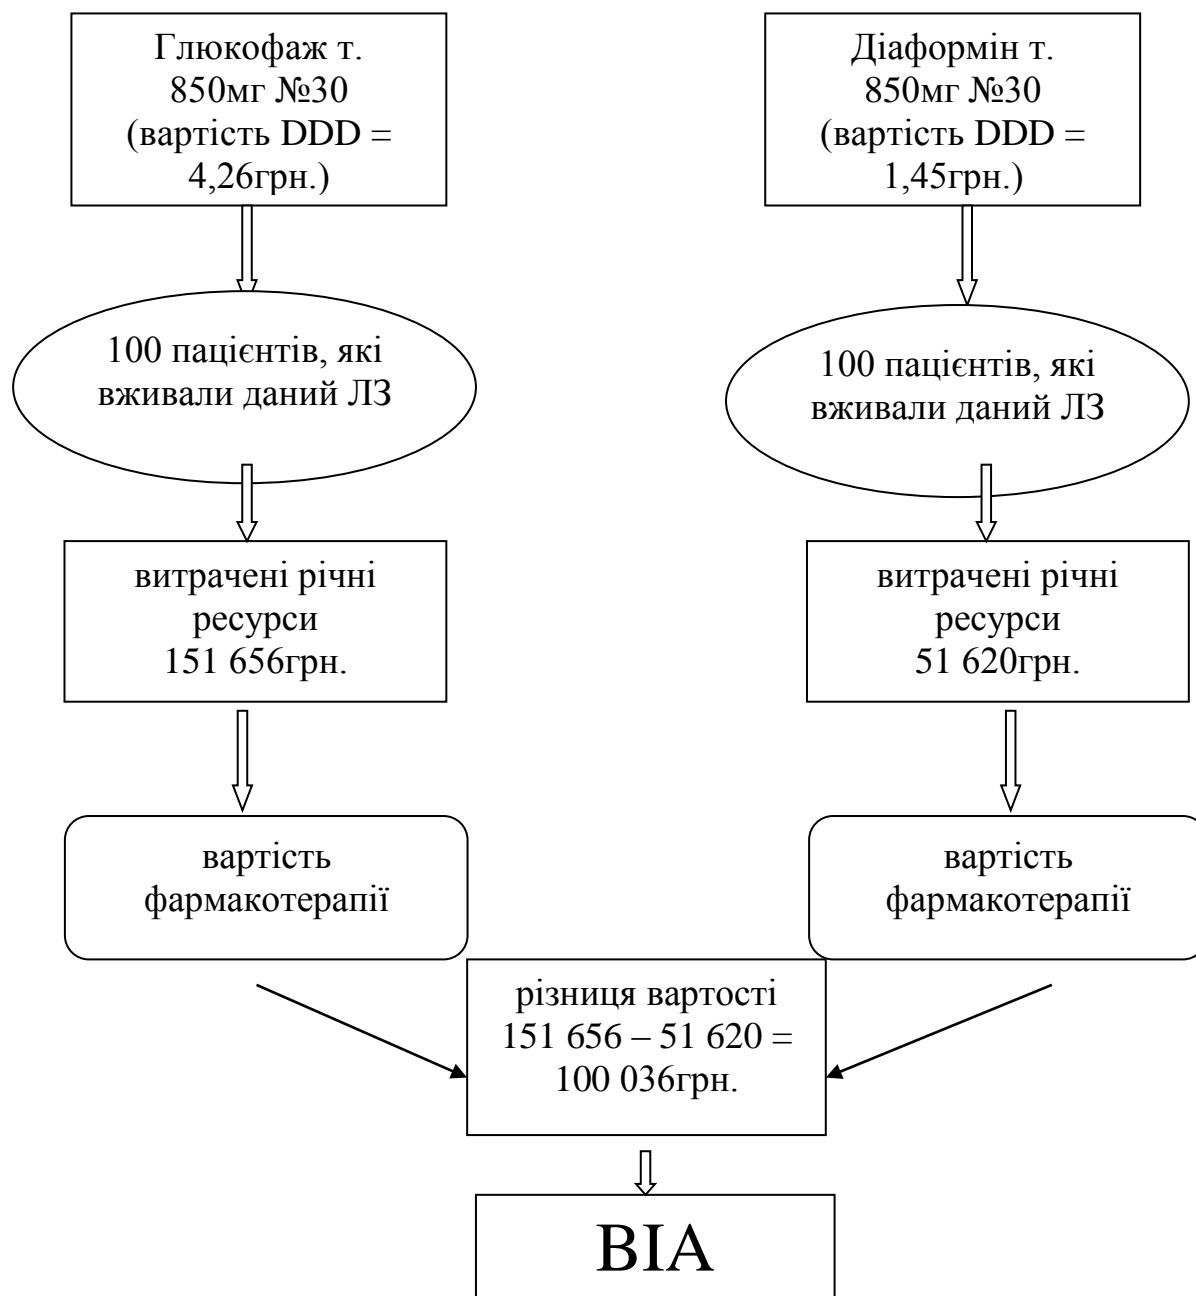 Глюкофаж т.
850мг №30
(вартість DDD =
4,26грн.)
Діаформін т.
850мг №30
(вартість DDD =
1,45грн.)
100 пацієнтів, які
вживали даний ЛЗ
100 пацієнтів, які
вживали даний ЛЗ
витрачені річні
ресурси
151 656грн.
витрачені річні
ресурси
51 620грн.
вартість
фармакотерапії
вартість
фармакотерапії
різниця вартості
151 656 – 51 620 =
100 036грн.
BIA